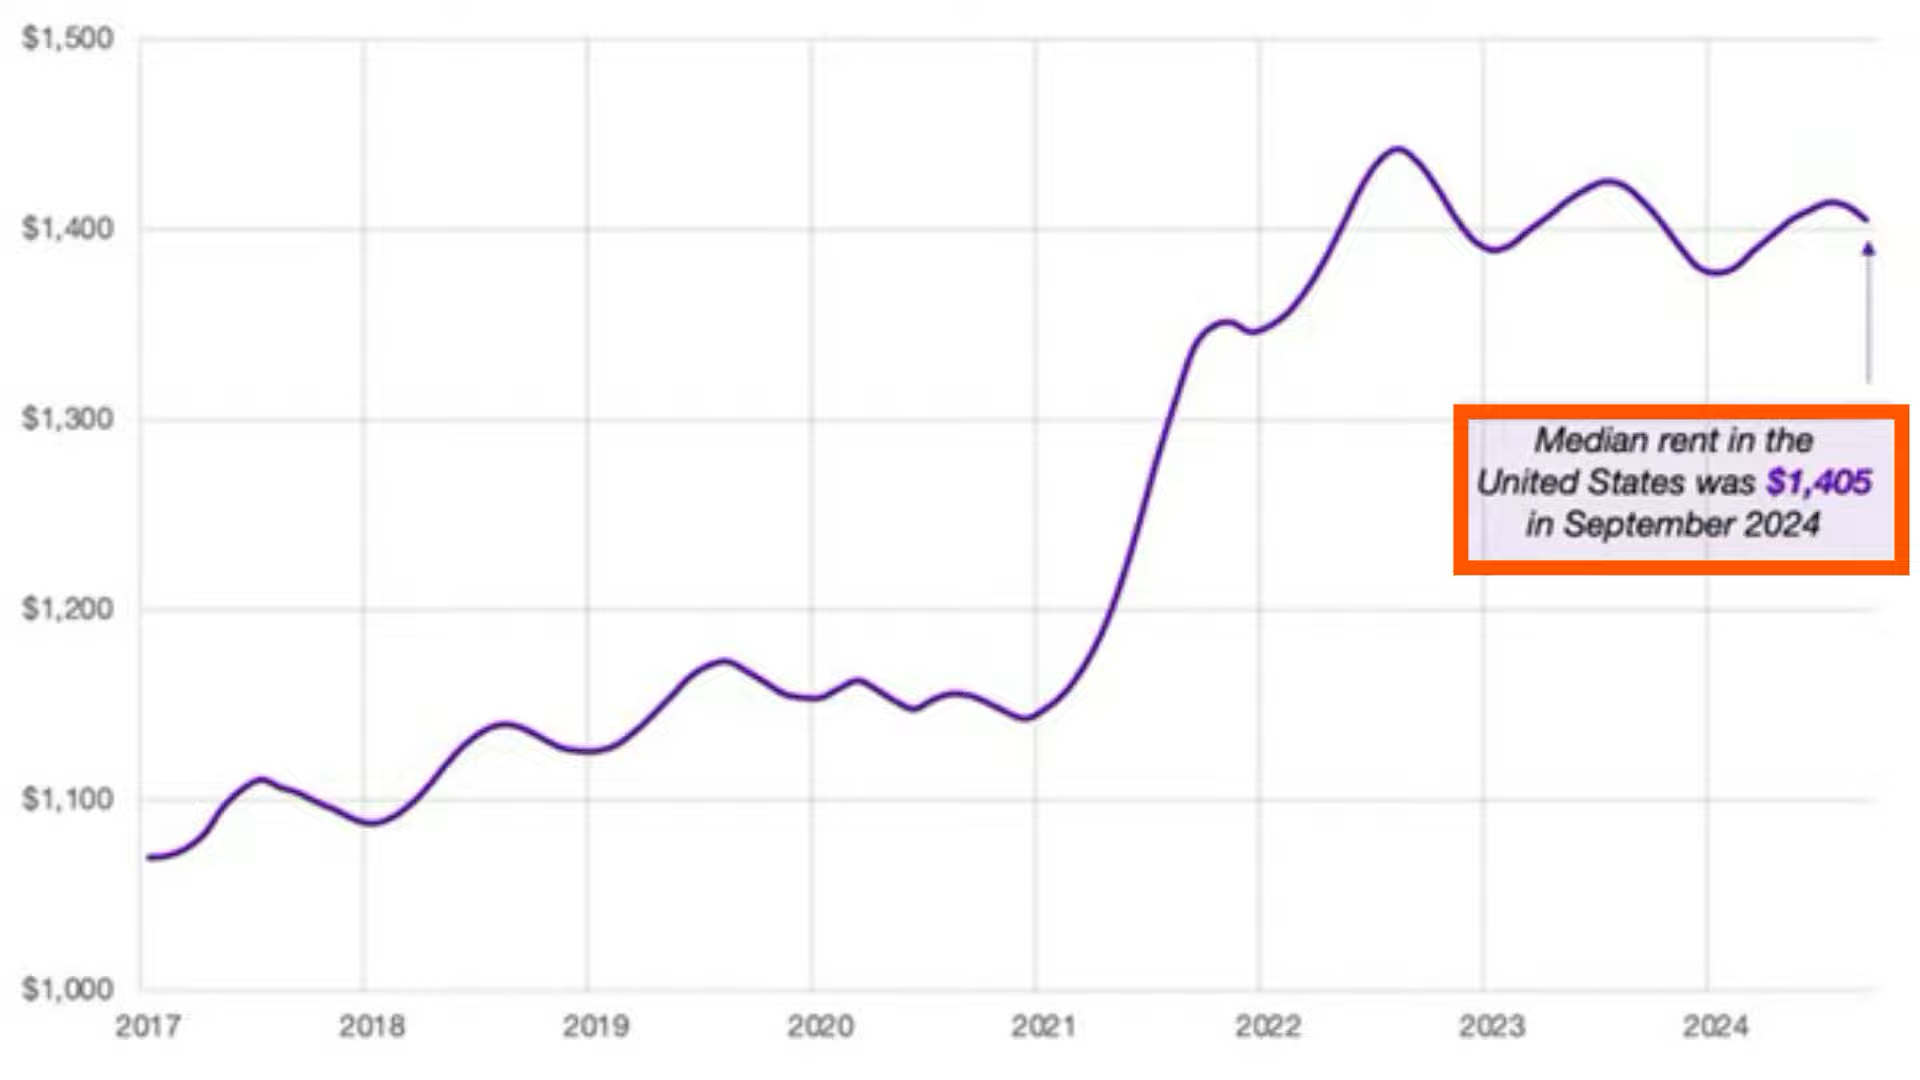 $1,500
$1,400
$1,300
$1,200
$1,100
$1,000
Median rent in the
United States was $1,405
in September 2024
2017 2018 2019 2020 2021 2022 2023 2024